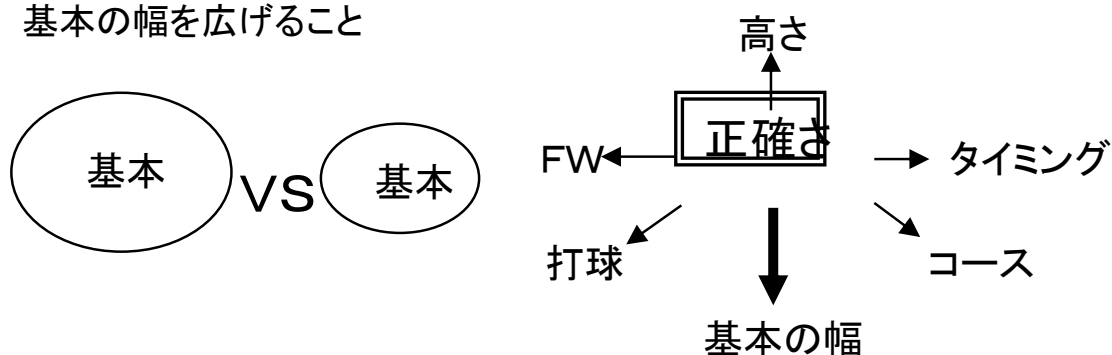 基本の幅を広げること
基本
VS
基本
高さ
正確さ
FW
タイミング
打球
コース
基本の幅